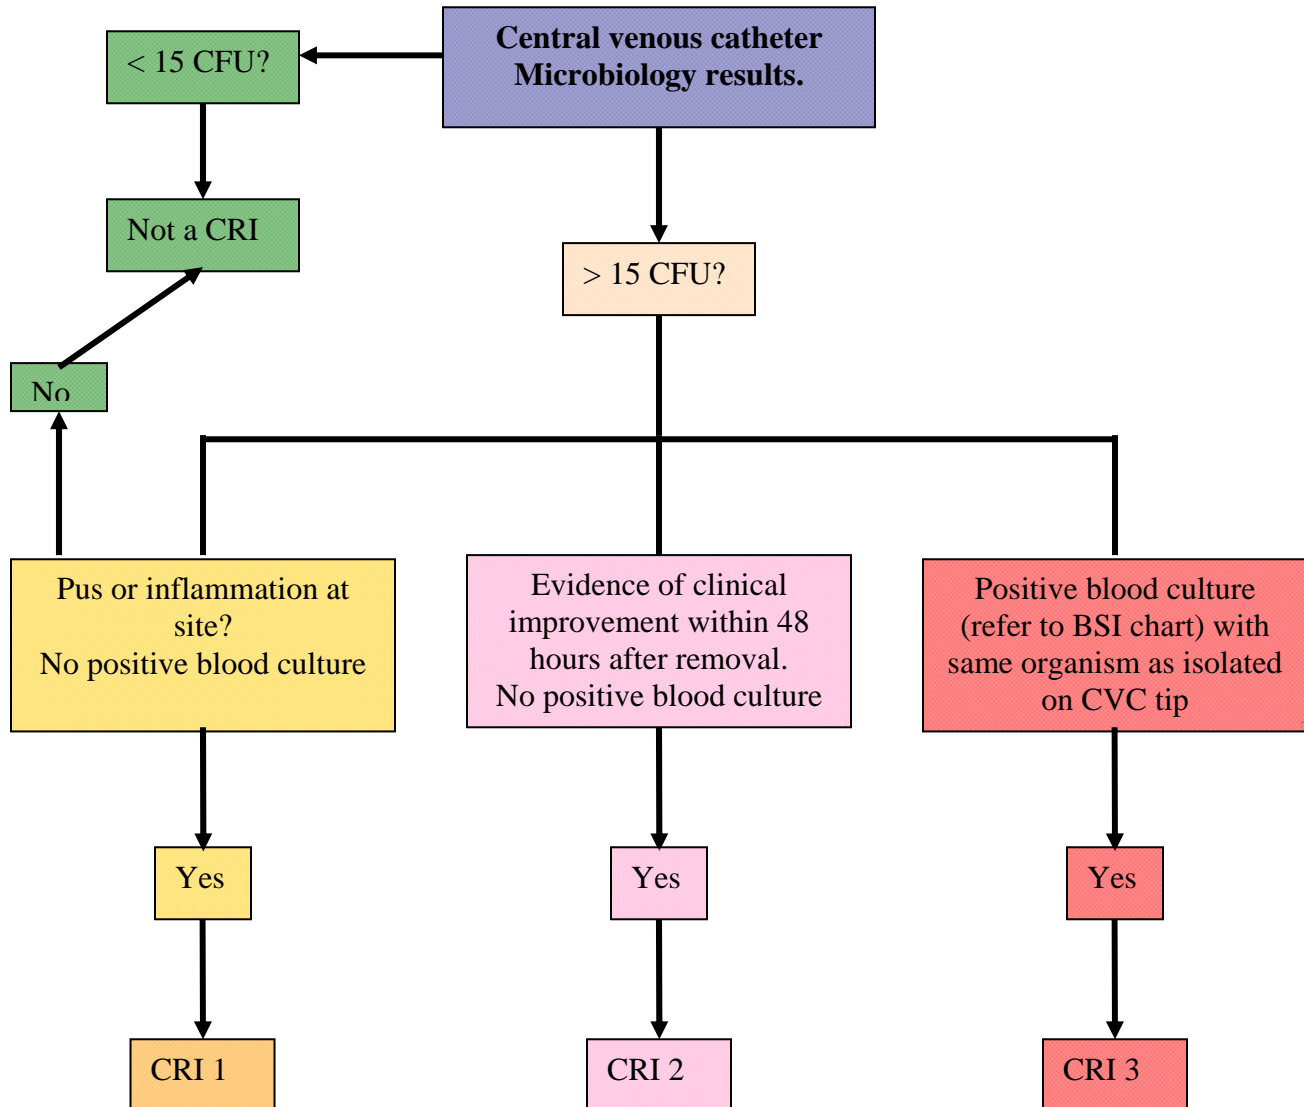 Central venous catheter
Microbiology results.
< 15 CFU?
Not a CRI
> 15 CFU?
No
Pus or inflammation at
site?
No positive blood culture
Evidence of clinical
improvement within 48
hours after removal.
No positive blood culture
Positive blood culture
(refer to BSI chart) with
same organism as isolated
on CVC tip
Yes
Yes
Yes
CRI 1
CRI 2
CRI 3